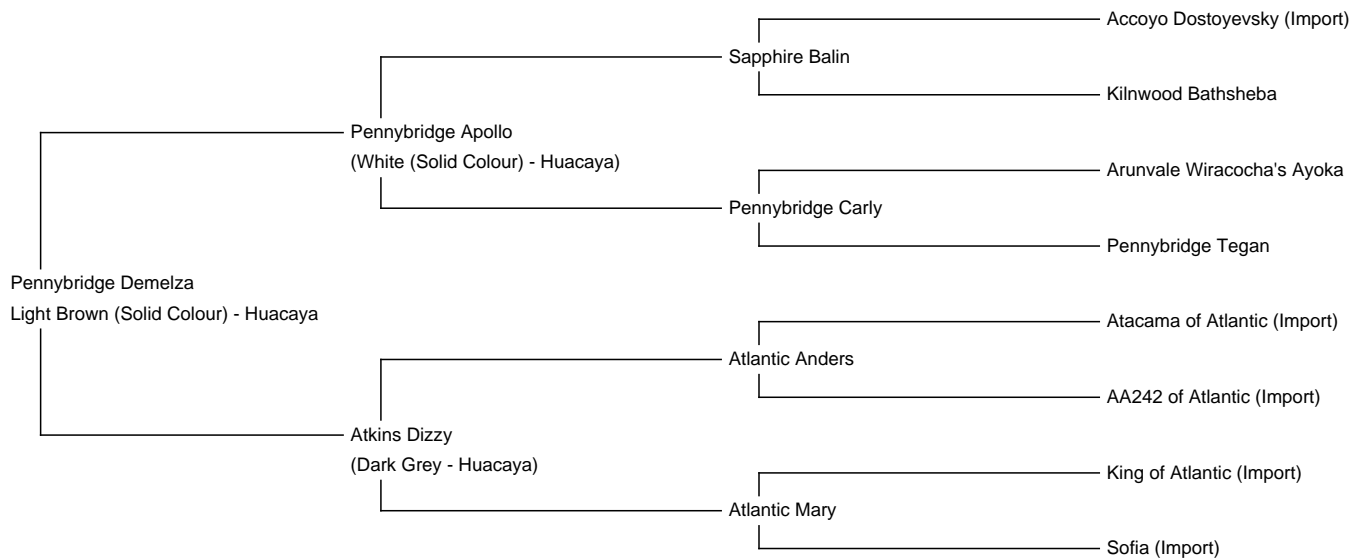 Accoyo Dostoyevsky (Import)
Sapphire Balin
Kilnwood Bathsheba
Pennybridge Apollo
(White (Solid Colour) - Huacaya)
Arunvale Wiracocha's Ayoka
Pennybridge Carly
Pennybridge Tegan
Pennybridge Demelza
Light Brown (Solid Colour) - Huacaya
Atacama of Atlantic (Import)
Atlantic Anders
AA242 of Atlantic (Import)
Atkins Dizzy
(Dark Grey - Huacaya)
King of Atlantic (Import)
Atlantic Mary
Sofia (Import)